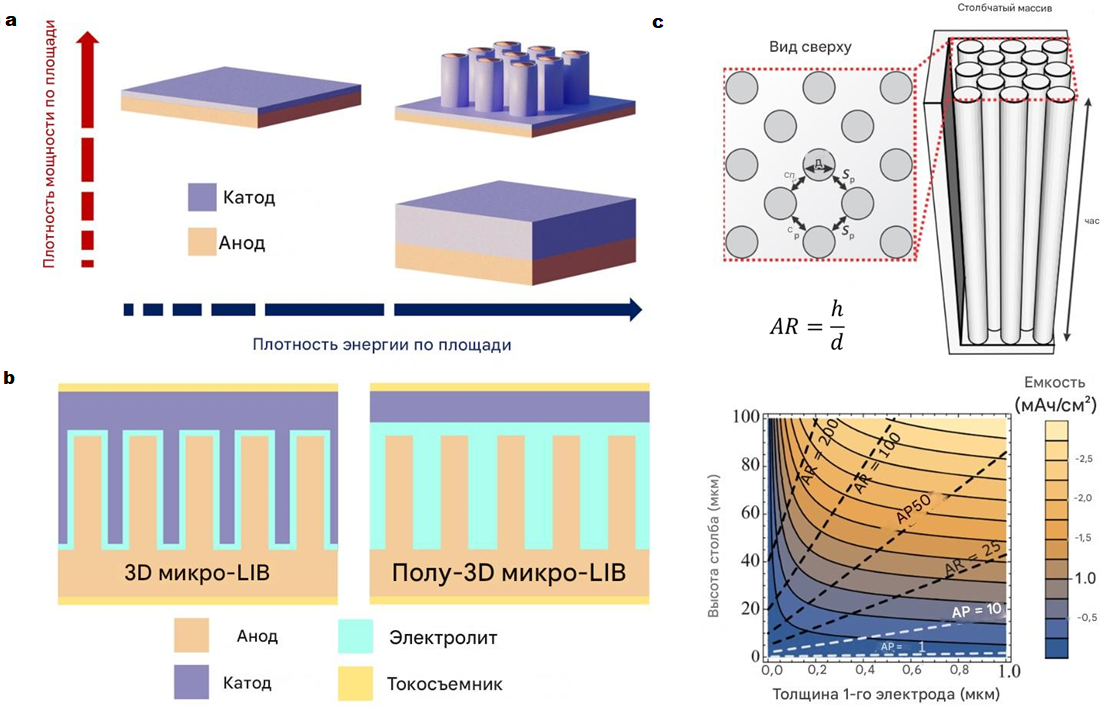 a
Плотность мощности по площади
Катод
Анод
Плотность энергии по площади
b
3D микро-LIB
Полу-3D микро-LIB
Анод
Электролит
Катод
Токосъемник
c
Столбчатый массив
Вид сверху
Д
сп
S р
с р
S р
час
AR = h/d
Емкость
(мАч/см²)
100
80
60
40
20
0
AR = 200
AR = 100
АР50
AR = 25
АР = 10
АР = 1
-2,5
-2,0
-1,5
1.0
-0,5
Высота столба (мкм)
0,0
0,2
0,4
0,6
0,8
1.0
Толщина 1-го электрода (мкм)